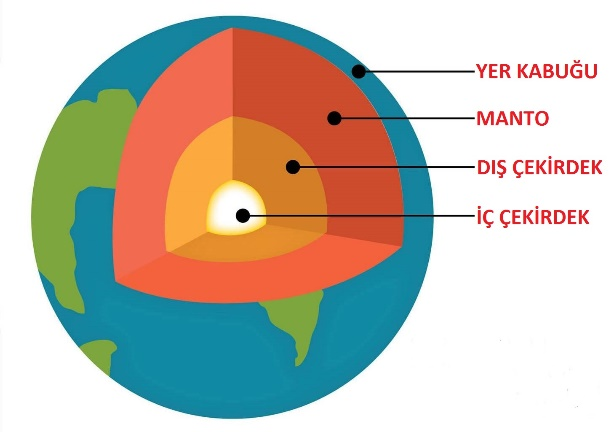 YER KABUĞU
MANTO
DIŞ ÇEKİRDEK
İÇ ÇEKİRDEK